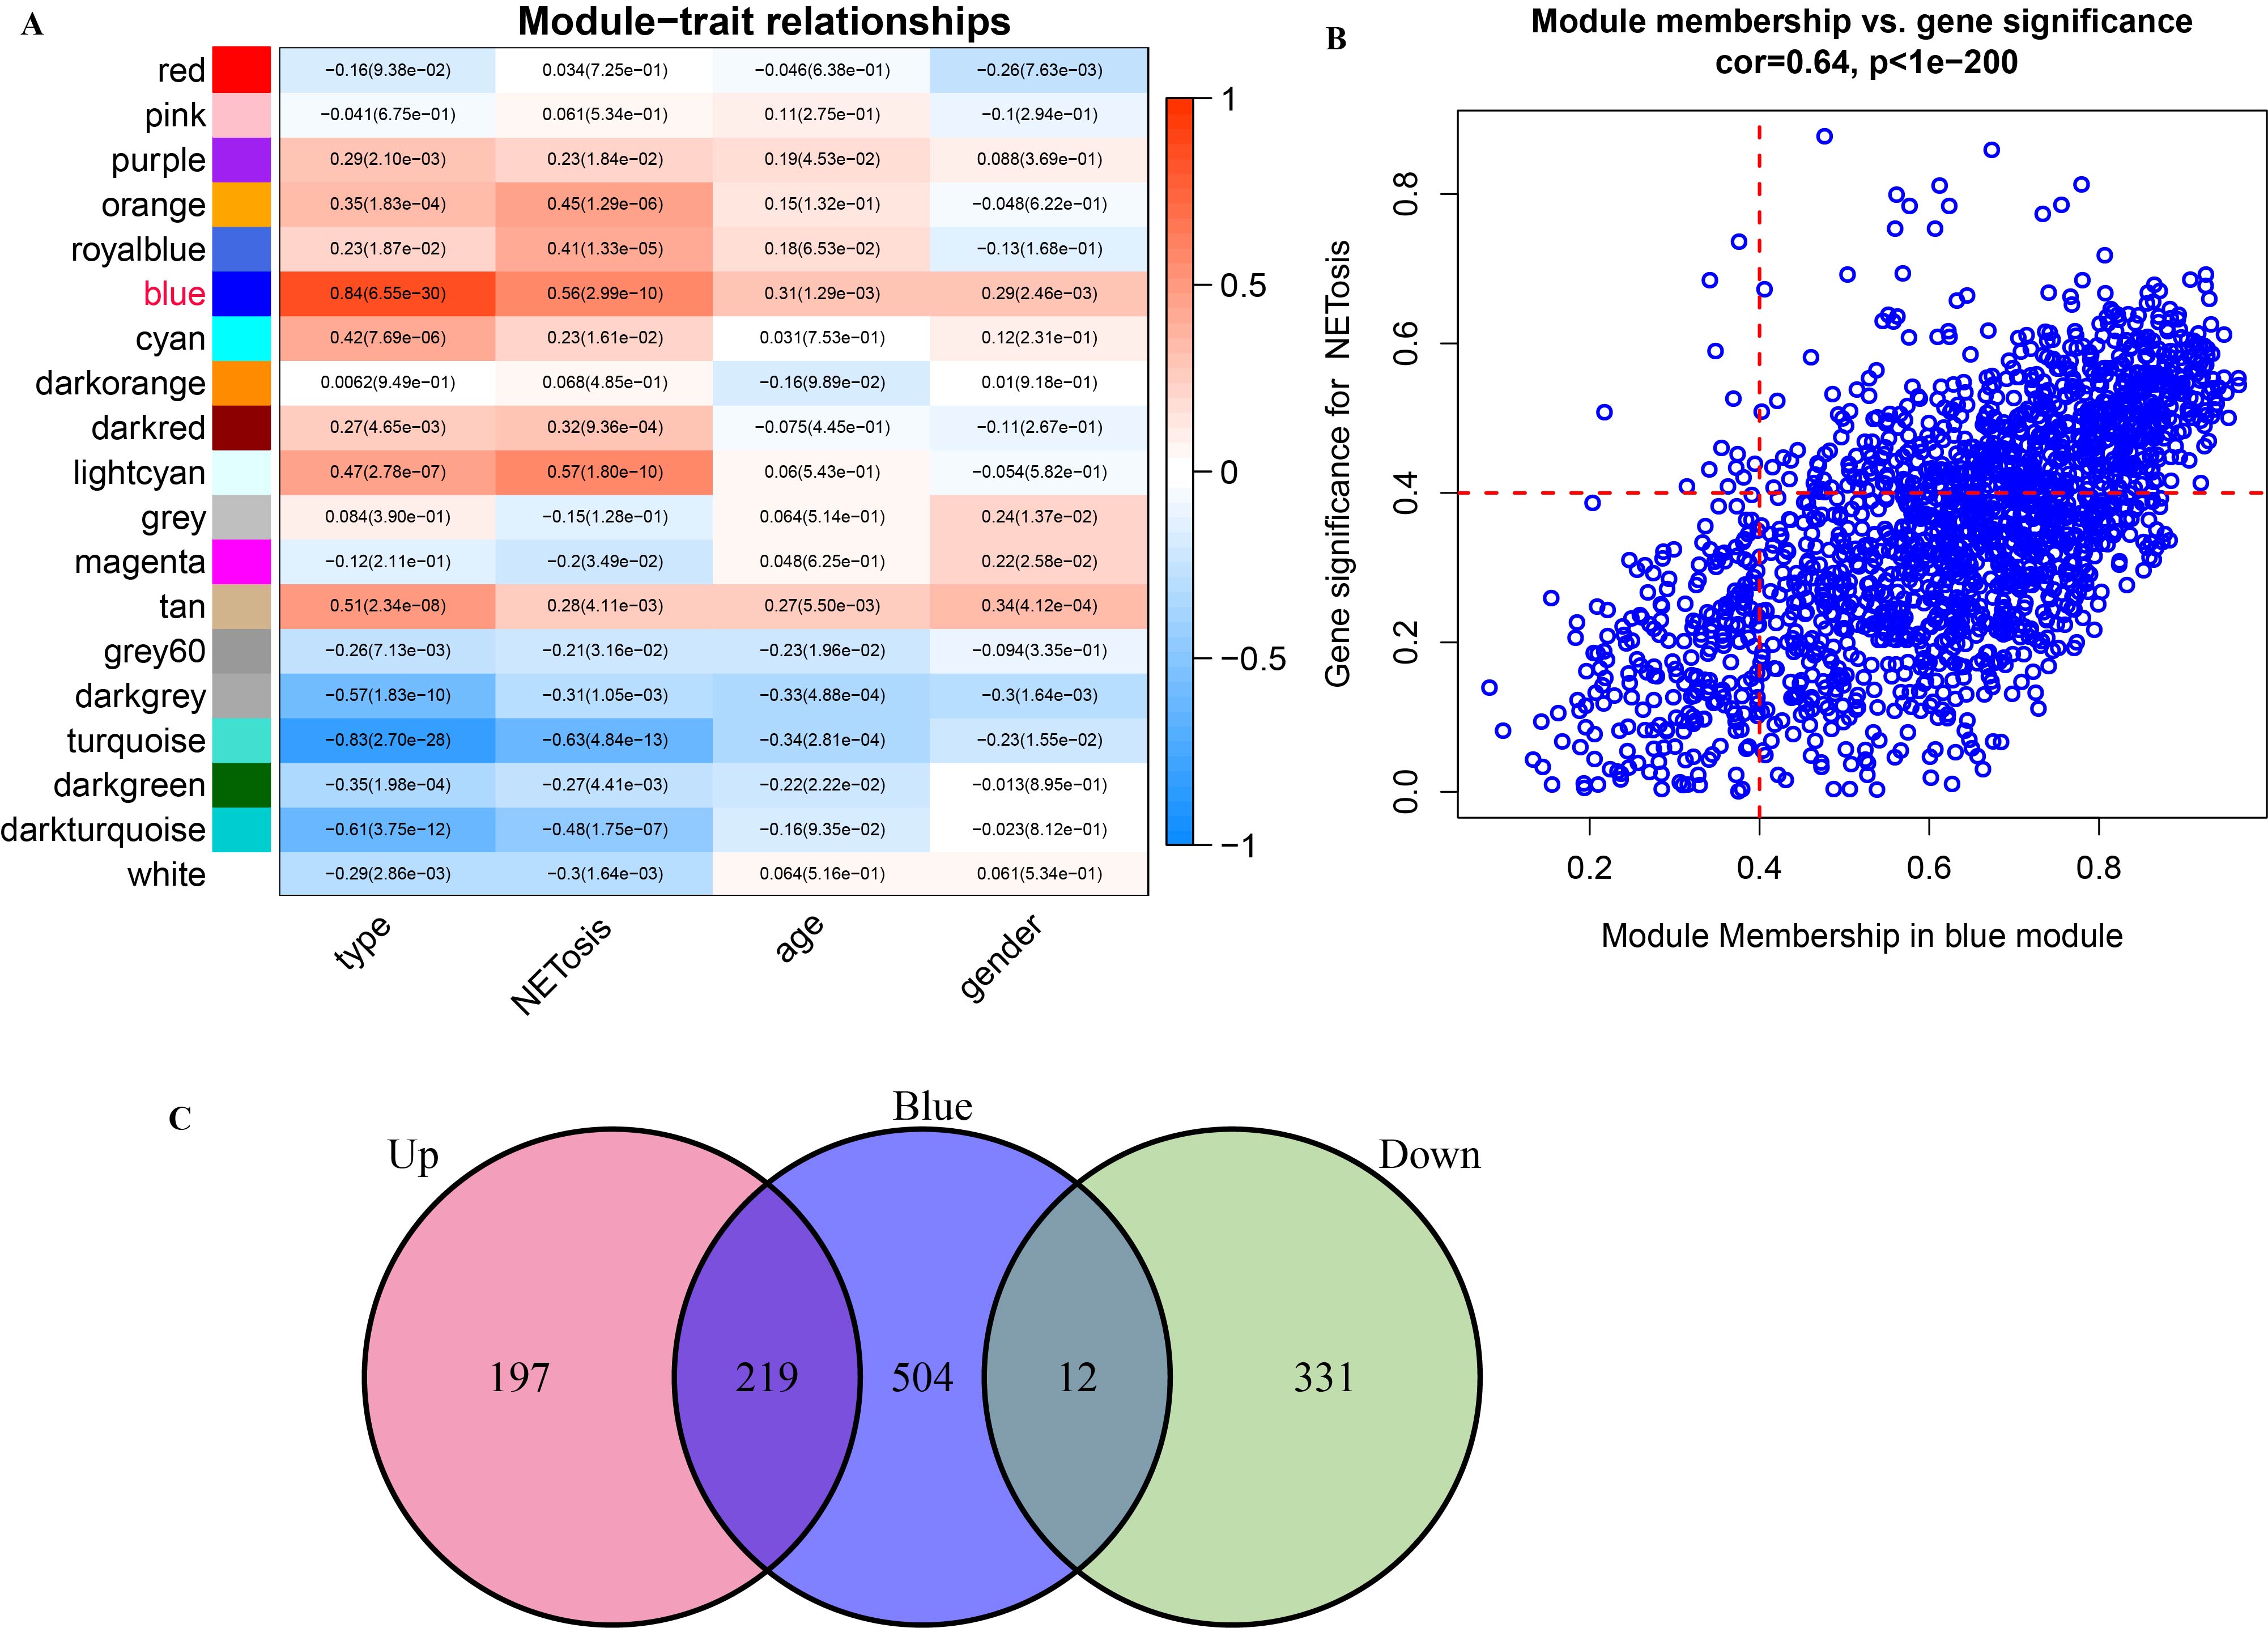 A
Module−trait relationships
red −0.16(9.38e−02) 0.034(7.25e−01) −0.046(6.38e−01) −0.26(7.63e−03)
pink −0.041(6.75e−01) 0.061(5.34e−01) 0.11(2.75e−01) −0.1(2.94e−01)
purple 0.29(2.10e−03) 0.23(1.84e−02) 0.19(4.53e−02) 0.088(3.69e−01)
orange 0.35(1.83e−04) 0.45(1.29e−06) 0.15(1.32e−01) −0.048(6.22e−01)
royalblue 0.23(1.87e−02) 0.41(1.33e−05) 0.18(6.53e−02) −0.13(1.68e−01)
blue 0.84(6.55e−30) 0.56(2.99e−10) 0.31(1.29e−03) 0.29(2.46e−03)
cyan 0.42(7.69e−06) 0.23(1.61e−02) 0.031(7.53e−01) 0.12(2.31e−01)
darkorange 0.0062(9.49e−01) 0.068(4.85e−01) −0.16(9.89e−02) 0.01(9.18e−01)
darkred 0.27(4.65e−03) 0.32(9.36e−04) −0.075(4.45e−01) −0.11(2.67e−01)
lightcyan 0.47(2.78e−07) 0.57(1.80e−10) 0.06(5.43e−01) −0.054(5.82e−01)
grey 0.084(3.90e−01) −0.15(1.28e−01) 0.064(5.14e−01) 0.24(1.37e−02)
magenta −0.12(2.11e−01) −0.2(3.49e−02) 0.048(6.25e−01) 0.22(2.58e−02)
tan 0.51(2.34e−08) 0.28(4.11e−03) 0.27(5.50e−03) 0.34(4.12e−04)
grey60 −0.26(7.13e−03) −0.21(3.16e−02) −0.23(1.96e−02) −0.094(3.35e−01)
darkgrey −0.57(1.83e−10) −0.31(1.05e−03) −0.33(4.88e−04) −0.3(1.64e−03)
turquoise −0.83(2.70e−28) −0.63(4.84e−13) −0.34(2.81e−04) −0.23(1.55e−02)
darkgreen −0.35(1.98e−04) −0.27(4.41e−03) −0.22(2.22e−02) −0.013(8.95e−01)
darkturquoise −0.61(3.75e−12) −0.48(1.75e−07) −0.16(9.35e−02) −0.023(8.12e−01)
white −0.29(2.86e−03) −0.3(1.64e−03) 0.064(5.16e−01) 0.061(5.34e−01)
type NETosis age gender
1
0.5
0
−0.5
−1
B
Module membership vs. gene significance
cor=0.64, p<1e−200
Gene significance for NETosis
0.8
0.6
0.4
0.2
0.0
0.2 0.4 0.6 0.8
Module Membership in blue module
C
Up
Blue
Down
197 219 504 12 331